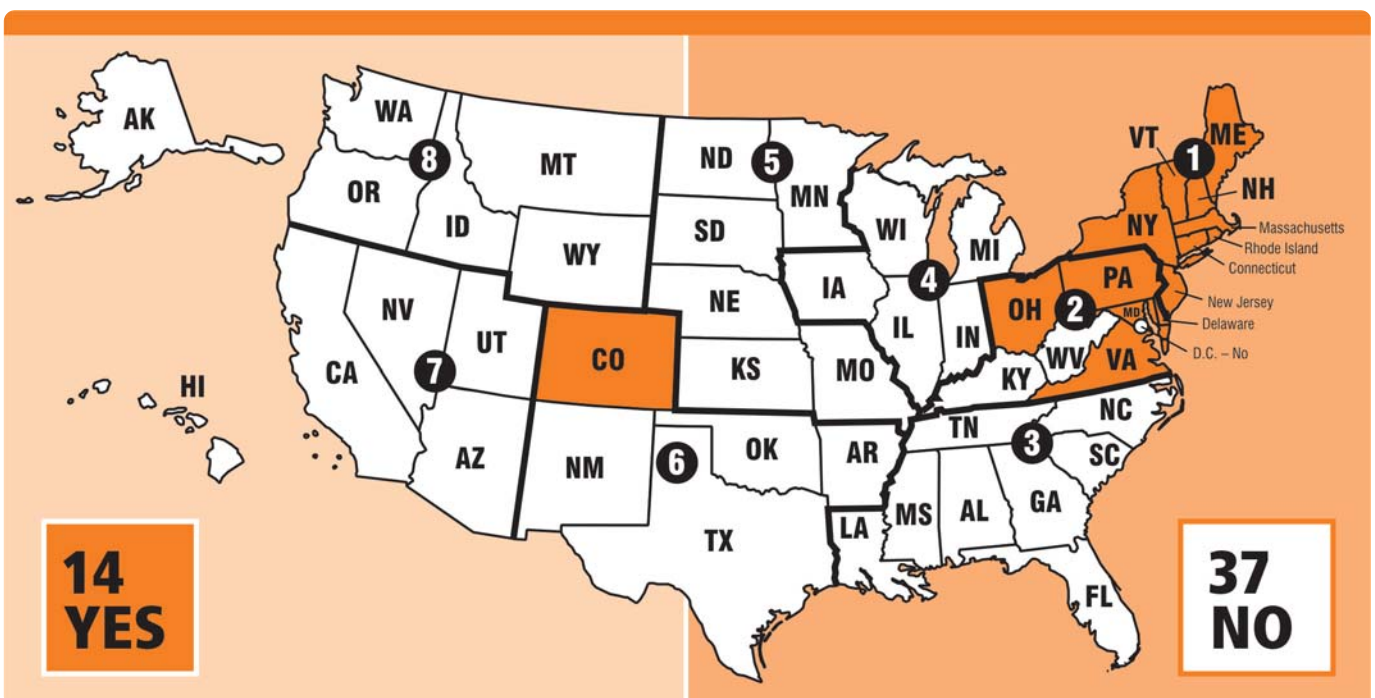 AK
WA
8
MT
ND
5
MN
VT
1
ME
OR
ID
WY
SD
WI
MI
NY
NH
Massachusetts
Rhode Island
Connecticut
NV
UT
NE
IA
4
IL
IN
OH
2
PA
MD
New Jersey
Delaware
D.C. – No
HI
CA
7
CO
KS
MO
KY
WV
VA
AZ
NM
6
OK
AR
TN
3
NC
SC
TX
LA
MS
AL
GA
FL
14
YES
37
NO